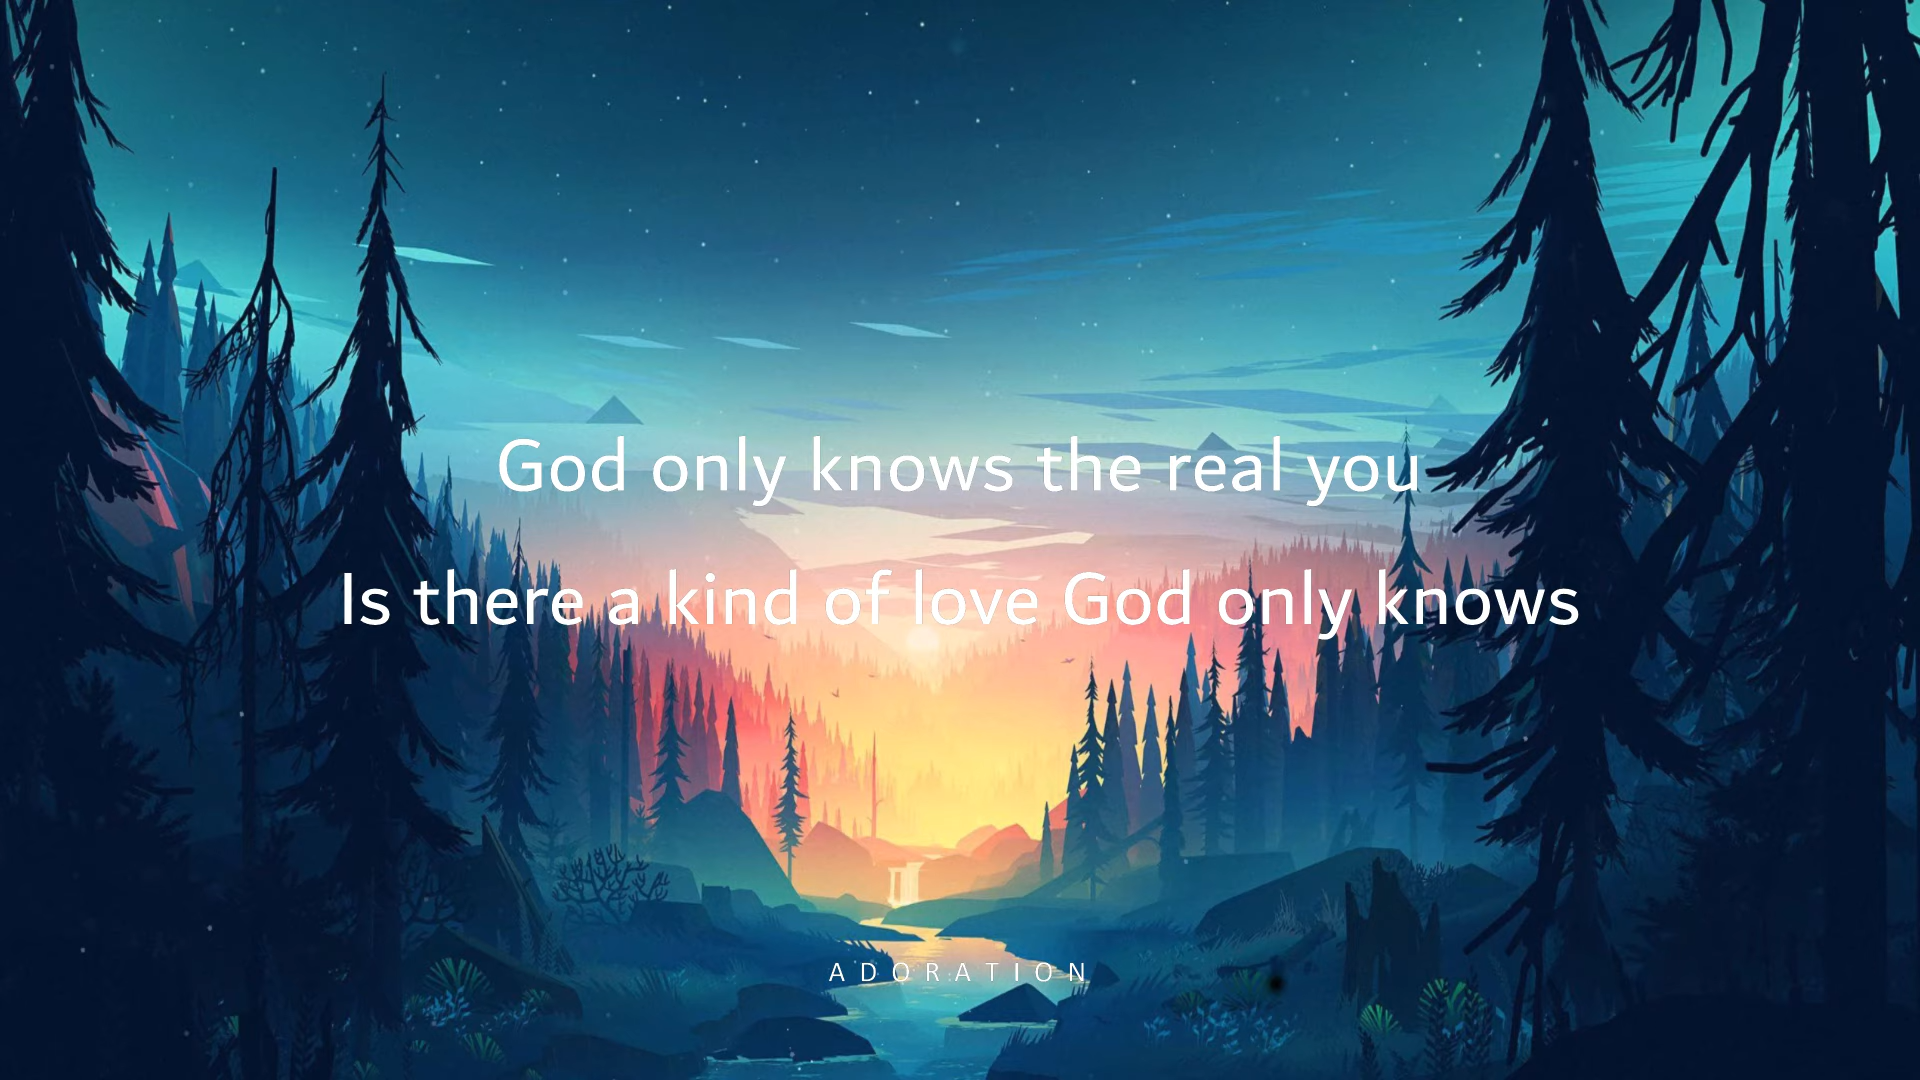 God only knows the real you
Is there a kind of love God only knows
ADORATION